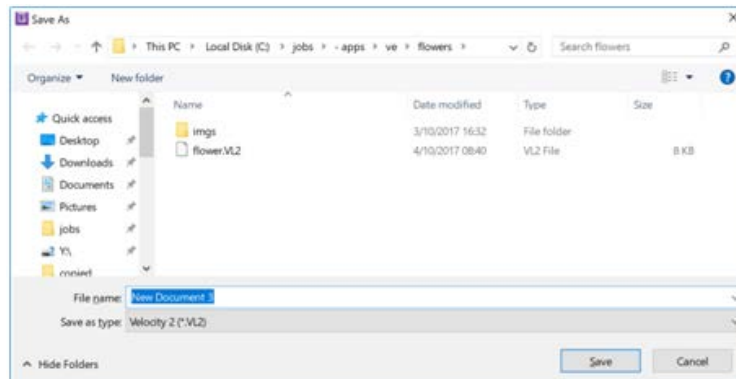 Save As
This PC > Local Disk (C:) > jobs > - apps > ve > flowers >
Search flowers
Organize
New folder
Name
Date modified
Type
Size
Quick access
Desktop
Downloads
Documents
Pictures
jobs
Y:\
copied
imgs
3/10/2017 16:32
File folder
flower.VL2
4/10/2017 08:40
VL2 File
8 KB
File name: New Document 3
Save as type: Velocity 2 (*.VL2)
Hide Folders
Save
Cancel